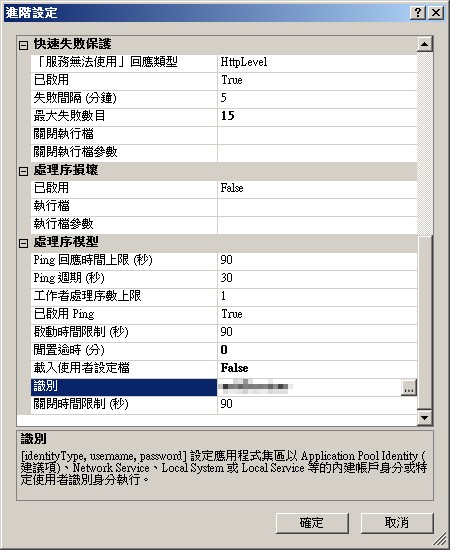 進階設定
快速失敗保護
「服務無法使用」回應類型 HttpLevel
已啟用 True
失敗間隔 (分鐘) 5
最大失敗數目 15
關閉執行檔
關閉執行檔參數
處理序損壞
已啟用 False
執行檔
執行檔參數
處理序模型
Ping 回應時間上限 (秒) 90
Ping 週期 (秒) 30
工作者處理序數上限 1
已啟用 Ping True
啟動時間限制 (秒) 90
閒置逾時 (分) 0
載入使用者設定檔 False
識別
關閉時間限制 (秒) 90
識別
[identityType, username, password] 設定應用程式集區以 Application Pool Identity (
建議項)、Network Service、Local System 或 Local Service 等的內建帳戶身分或特
定使用者識別身分執行。
確定 取消